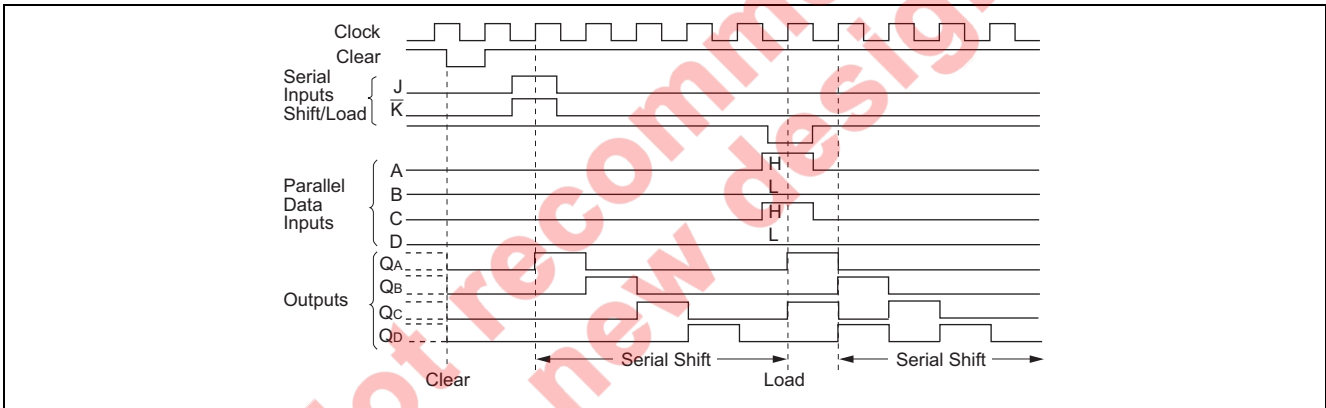 Clock
Clear
Serial
Inputs
Shift/Load
J
K̅
Parallel
Data
Inputs
A
B
C
D
H
L
H
L
Outputs
QA
QB
QC
QD
Serial Shift
Serial Shift
Clear
Load